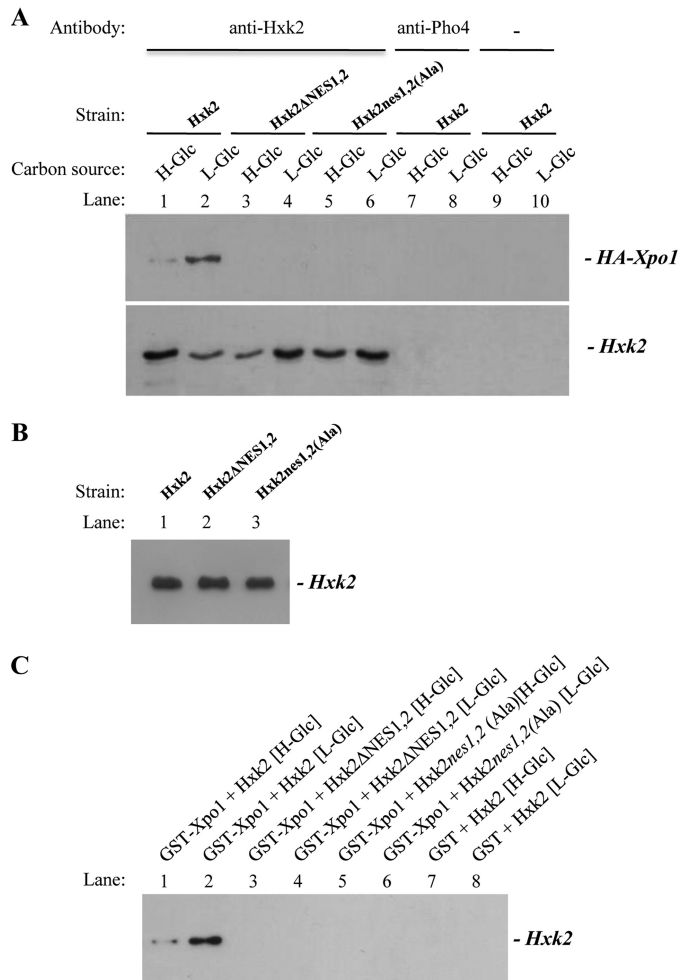 A
Antibody: anti-Hxk2 anti-Pho4 -
Strain: Hxk2 Hxk2ΔNES1,2 Hxk2nes1,2(Ala) Hxk2 Hxk2
Carbon source: H-Glc L-Glc H-Glc L-Glc H-Glc L-Glc H-Glc L-Glc H-Glc L-Glc
Lane: 1 2 3 4 5 6 7 8 9 10
- HA-Xpo1
- Hxk2
B
Strain: Hxk2 Hxk2ΔNES1,2 Hxk2nes1,2(Ala)
Lane: 1 2 3
- Hxk2
C
GST-Xpo1 + Hxk2 [H-Glc]
GST-Xpo1 + Hxk2 [L-Glc]
GST-Xpo1 + Hxk2ΔNES1,2 [H-Glc]
GST-Xpo1 + Hxk2ΔNES1,2 [L-Glc]
GST-Xpo1 + Hxk2nes1,2 (Ala)[H-Glc]
GST-Xpo1 + Hxk2nes1,2(Ala) [L-Glc]
GST + Hxk2 [H-Glc]
GST + Hxk2 [L-Glc]
Lane: 1 2 3 4 5 6 7 8
- Hxk2